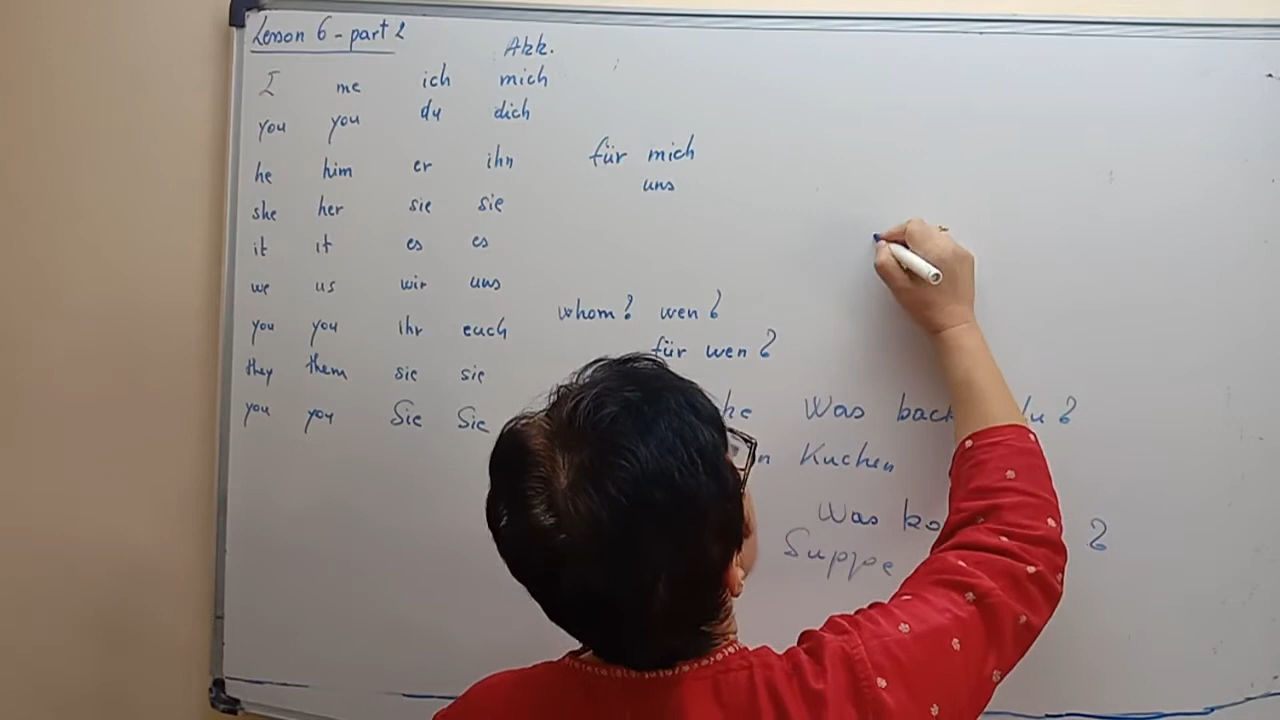 Lesson 6 - part 2
Akk.
I me ich mich
you you du dich
he him er ihn
she her sie sie
it it es es
we us wir uns
you you ihr euch
they them sie sie
you you Sie Sie
für mich
uns
whom? wen?
für wen?
Was du?
Kuchen
Was ?
Suppe